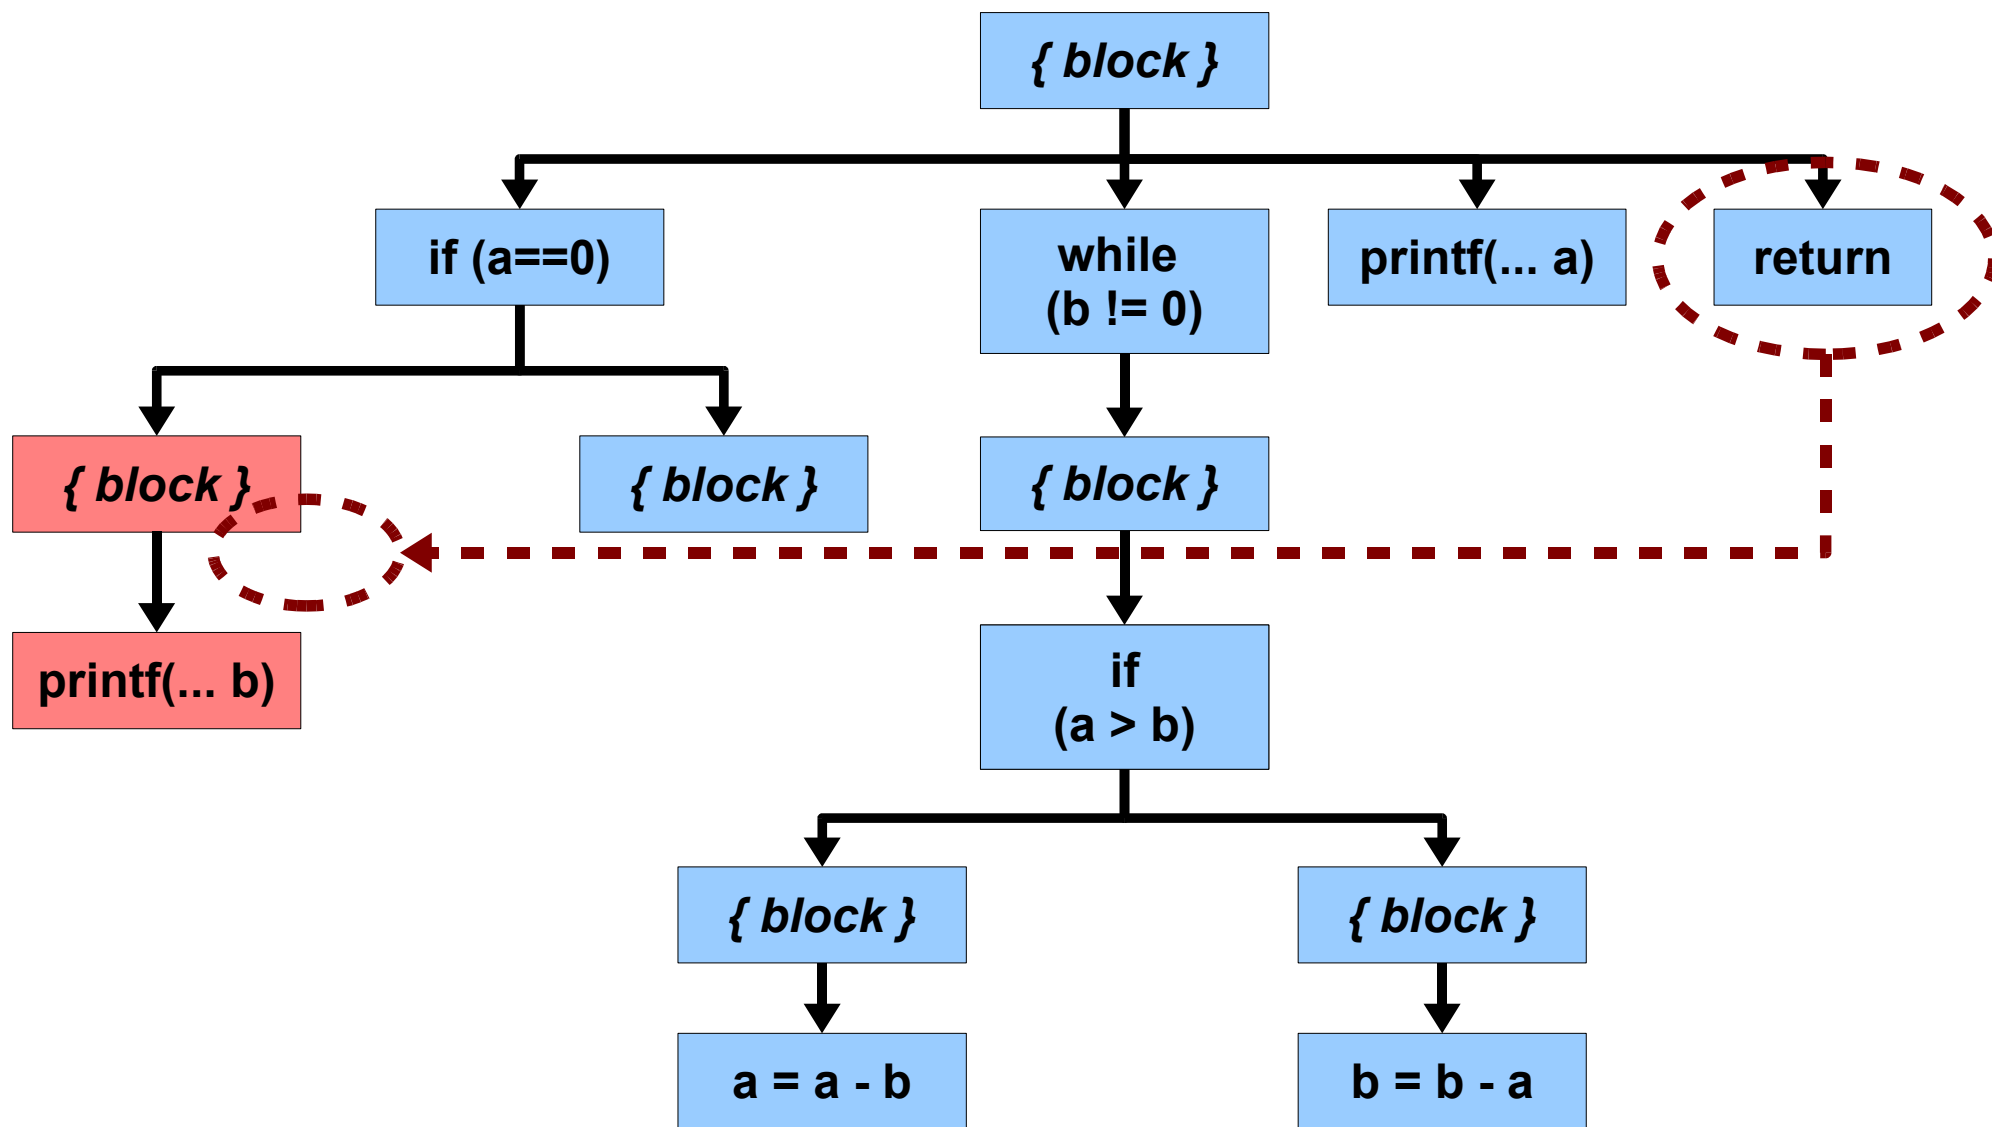 { block }
if (a==0)
while
(b != 0)
printf(... a)
return
{ block }
{ block }
{ block }
printf(... b)
if
(a > b)
{ block }
{ block }
a = a - b
b = b - a